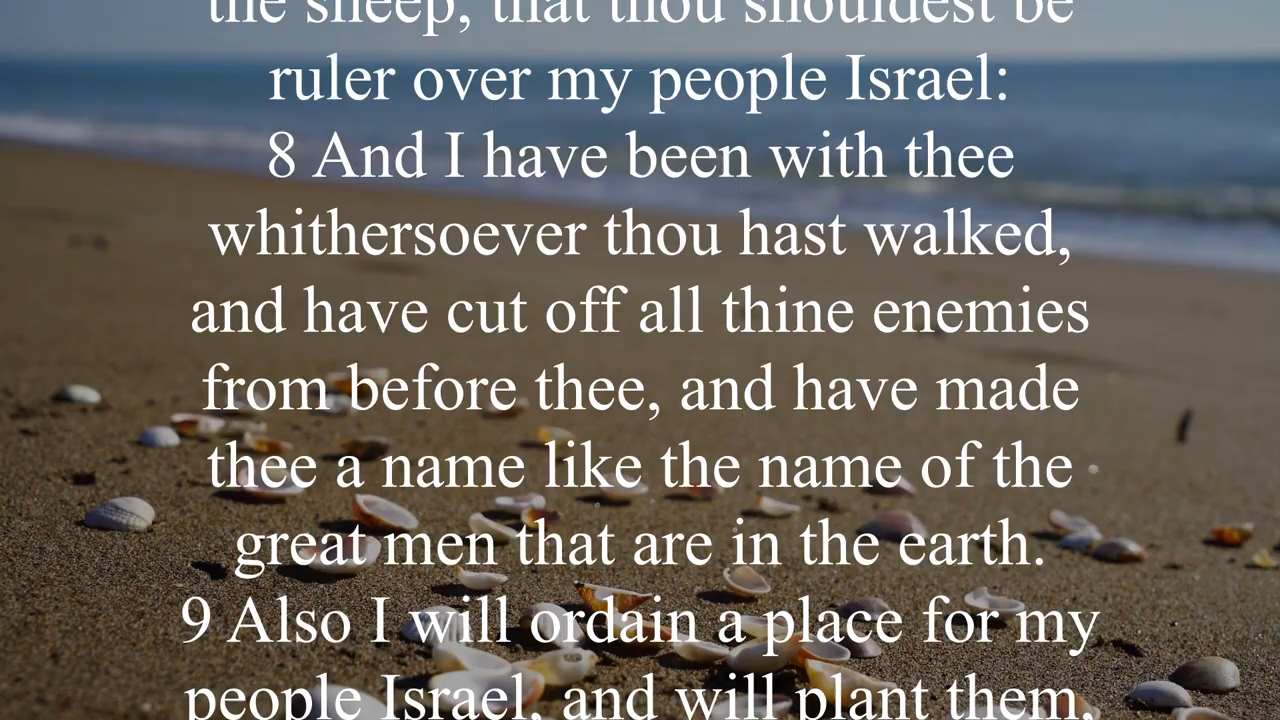 the sheep, that thou shouldest be
ruler over my people Israel:
8 And I have been with thee
whithersoever thou hast walked,
and have cut off all thine enemies
from before thee, and have made
thee a name like the name of the
great men that are in the earth.
9 Also I will ordain a place for my
people Israel, and will plant them,